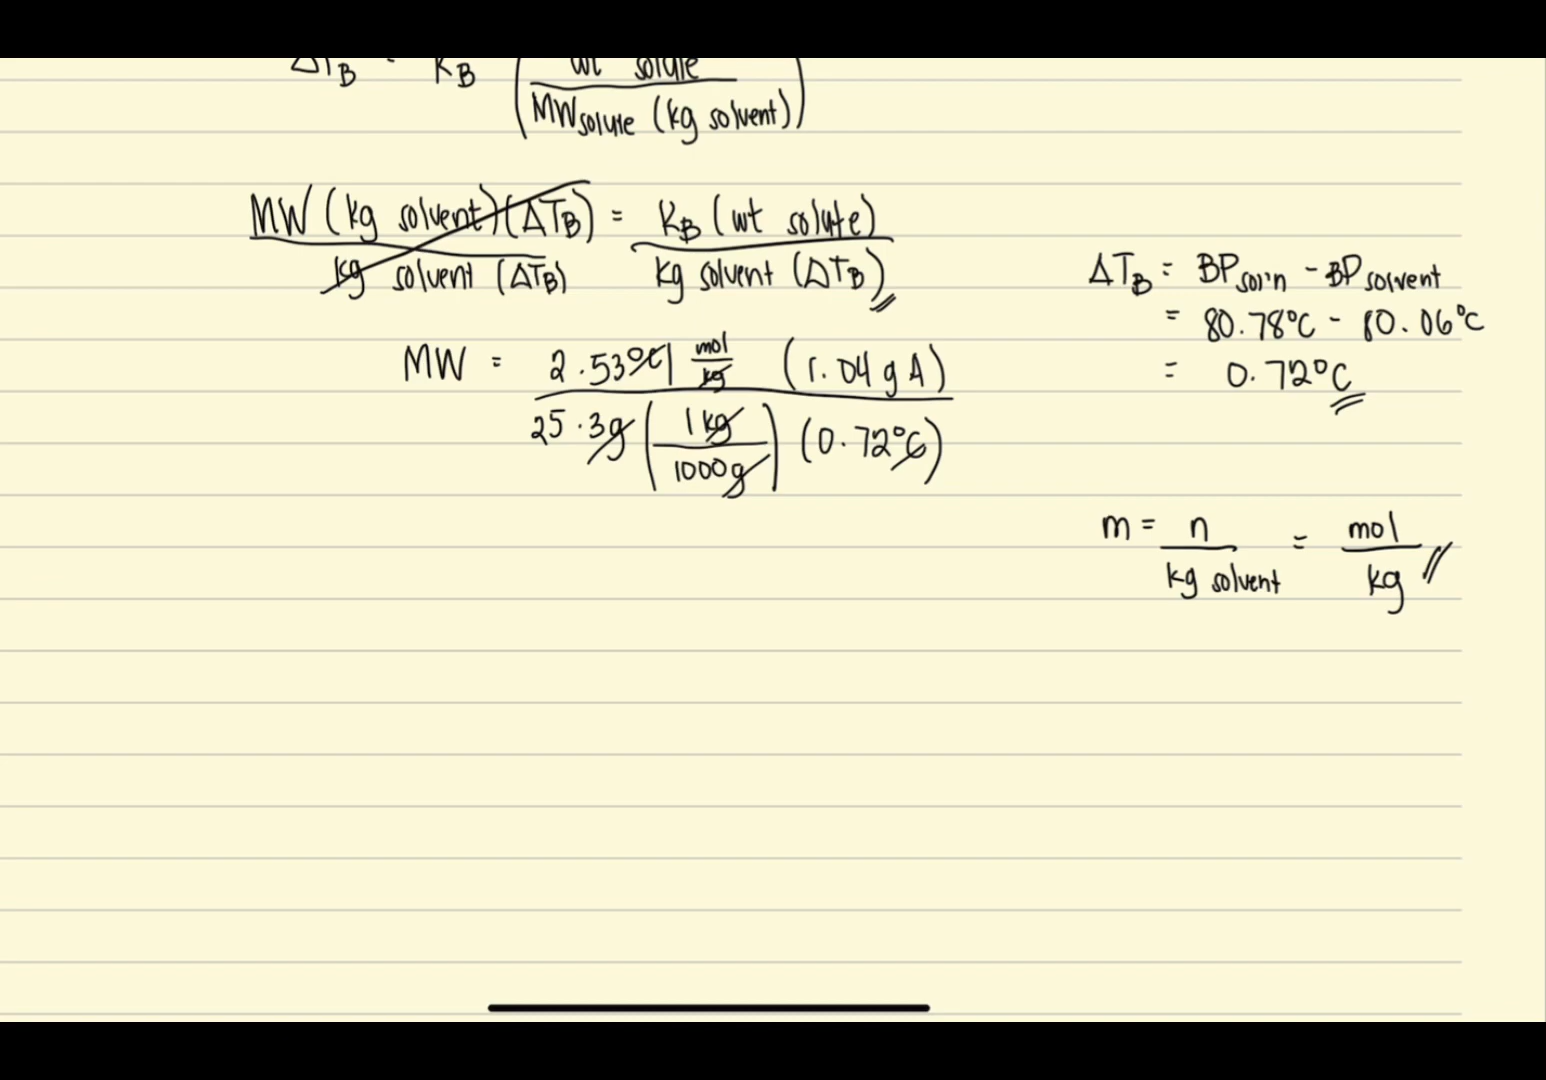 ΔT_B = K_B (wt solute / MW_solute (kg solvent))
MW (kg solvent)(ΔT_B) / kg solvent (ΔT_B) = K_B (wt solute) / kg solvent (ΔT_B)
ΔT_B = BP_sol'n - BP_solvent
= 80.78°C - 80.06°C
= 0.72°C
MW = 2.53°C / mol/kg (1.04 g A) / 25.3g (1 kg / 1000g) (0.72°C)
m = n / kg solvent = mol / kg